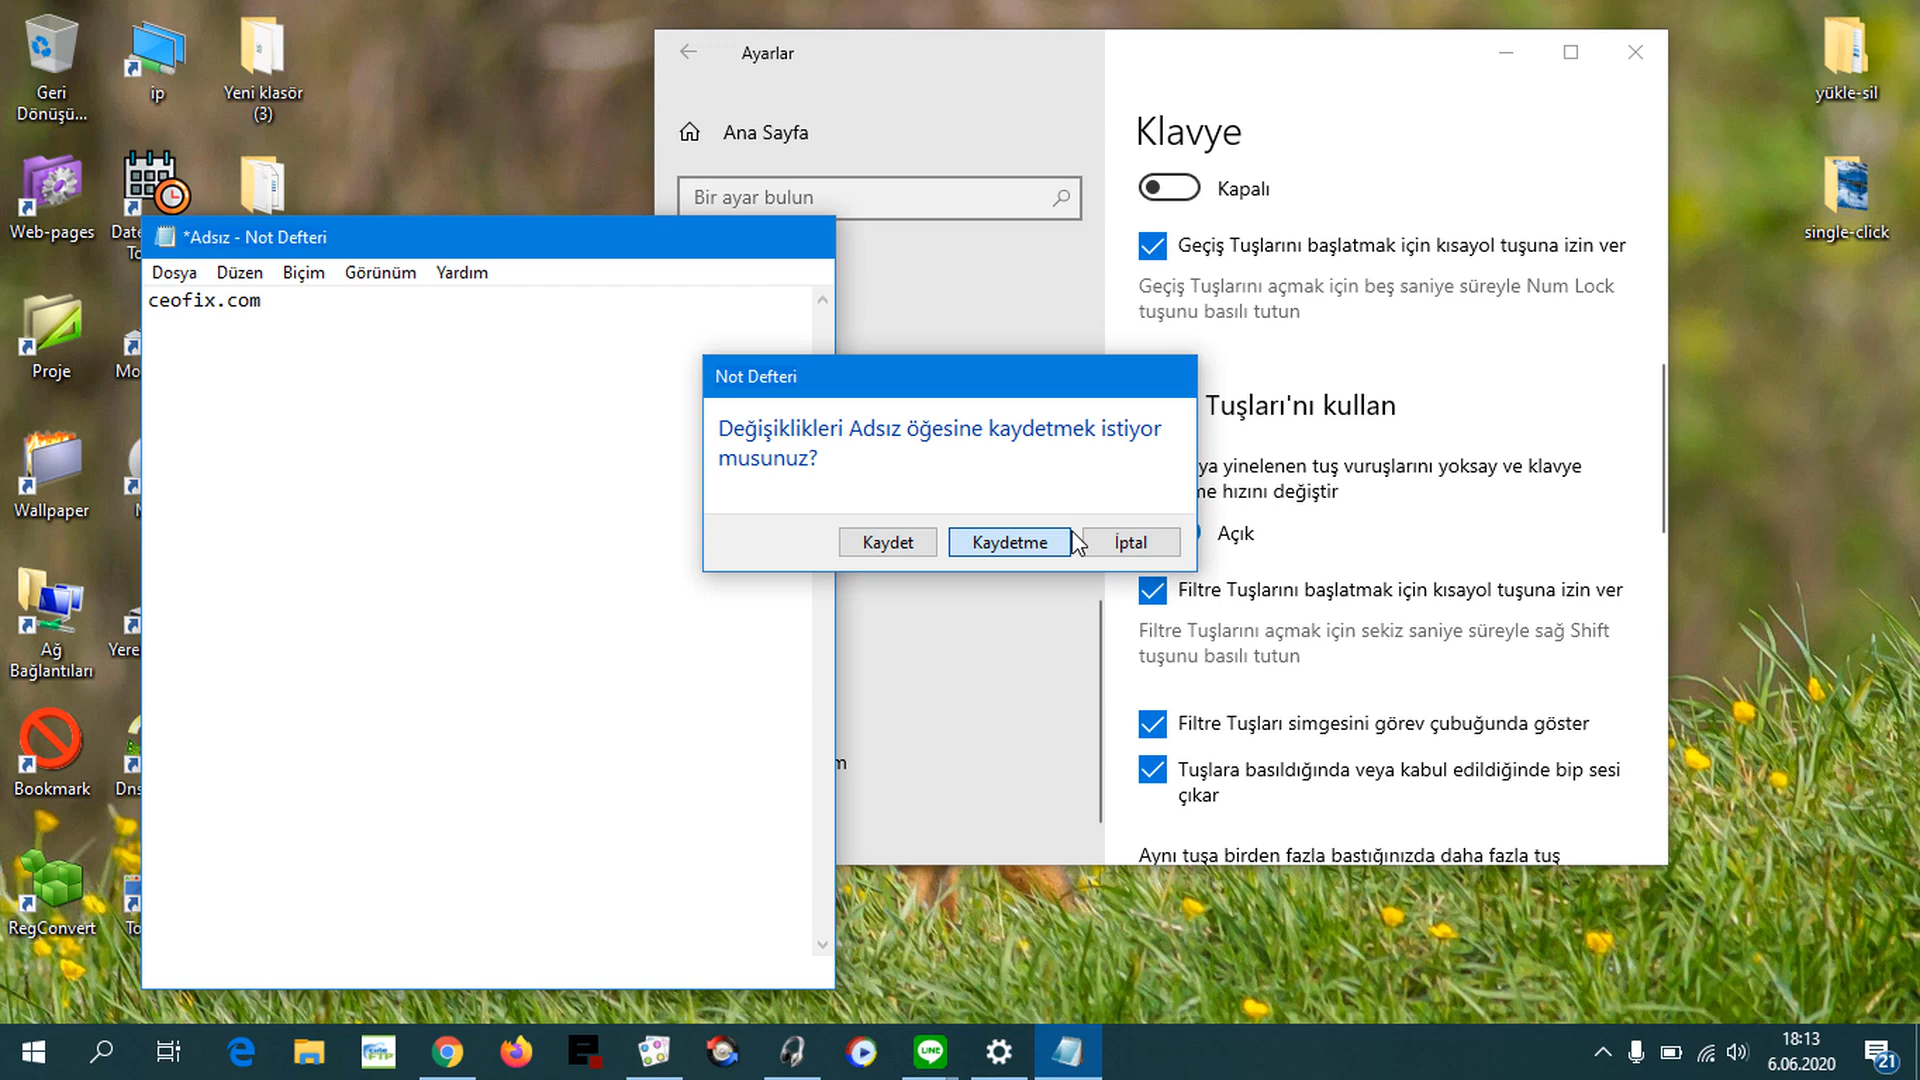 Geri
Dönüşü...
ip
Yeni klasör
(3)
Web-pages
Proje
Wallpaper
Ağ
Bağlantıları
Bookmark
RegConvert
yükle-sil
single-click
Ayarlar
Ana Sayfa
Bir ayar bulun
Klavye
Kapalı
Geçiş Tuşlarını başlatmak için kısayol tuşuna izin ver
Geçiş Tuşlarını açmak için beş saniye süreyle Num Lock
tuşunu basılı tutun
Tuşları'nı kullan
ya yinelenen tuş vuruşlarını yoksay ve klavye
hızını değiştir
Açık
Filtre Tuşlarını başlatmak için kısayol tuşuna izin ver
Filtre Tuşlarını açmak için sekiz saniye süreyle sağ Shift
tuşunu basılı tutun
Filtre Tuşları simgesini görev çubuğunda göster
Tuşlara basıldığında veya kabul edildiğinde bip sesi
çıkar
Aynı tuşa birden fazla bastığınızda daha fazla tuş
*Adsız - Not Defteri
Dosya Düzen Biçim Görünüm Yardım
ceofix.com
Not Defteri
Değişiklikleri Adsız öğesine kaydetmek istiyor
musunuz?
Kaydet Kaydetme İptal
LINE
18:13
6.06.2020
21